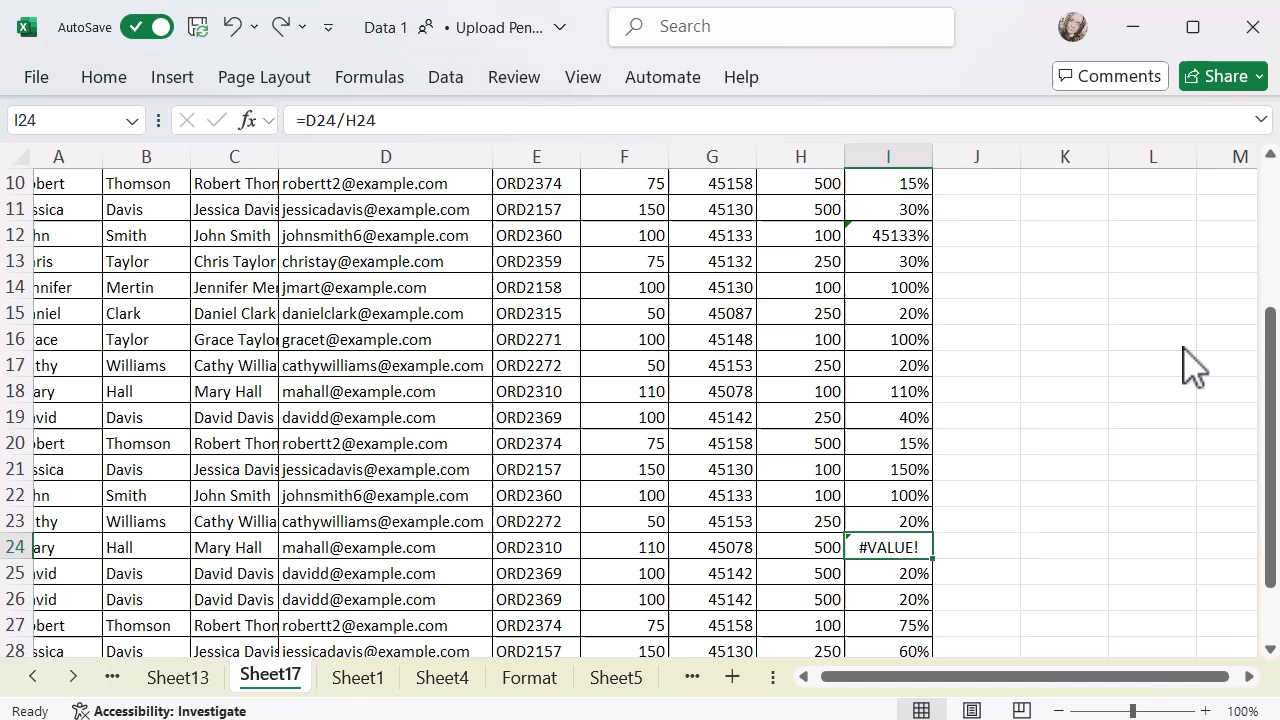 AutoSave Data 1 • Upload Pen... Search
File Home Insert Page Layout Formulas Data Review View Automate Help Comments Share
I24 fx =D24/H24
A B C D E F G H I J K L M
10 obert Thomson Robert Thon robertt2@example.com ORD2374 75 45158 500 15%
11 ssica Davis Jessica Davis jessicadavis@example.com ORD2157 150 45130 500 30%
12 hn Smith John Smith johnsmith6@example.com ORD2360 100 45133 100 45133%
13 ris Taylor Chris Taylor christay@example.com ORD2359 75 45132 250 30%
14 nnifer Mertin Jennifer Mer jmart@example.com ORD2158 100 45130 100 100%
15 niel Clark Daniel Clark danielclark@example.com ORD2315 50 45087 250 20%
16 ace Taylor Grace Taylor gracet@example.com ORD2271 100 45148 100 100%
17 thy Williams Cathy Willia cathywilliams@example.com ORD2272 50 45153 250 20%
18 ary Hall Mary Hall mahall@example.com ORD2310 110 45078 100 110%
19 vid Davis David Davis davidd@example.com ORD2369 100 45142 250 40%
20 obert Thomson Robert Thon robertt2@example.com ORD2374 75 45158 500 15%
21 ssica Davis Jessica Davis jessicadavis@example.com ORD2157 150 45130 100 150%
22 hn Smith John Smith johnsmith6@example.com ORD2360 100 45133 100 100%
23 thy Williams Cathy Willia cathywilliams@example.com ORD2272 50 45153 250 20%
24 ary Hall Mary Hall mahall@example.com ORD2310 110 45078 500 #VALUE!
25 vid Davis David Davis davidd@example.com ORD2369 100 45142 500 20%
26 vid Davis David Davis davidd@example.com ORD2369 100 45142 500 20%
27 obert Thomson Robert Thon robertt2@example.com ORD2374 75 45158 100 75%
28 ssica Davis Jessica Davis jessicadavis@example.com ORD2157 150 45130 250 60%
Sheet13 Sheet17 Sheet1 Sheet4 Format Sheet5
Ready Accessibility: Investigate 100%